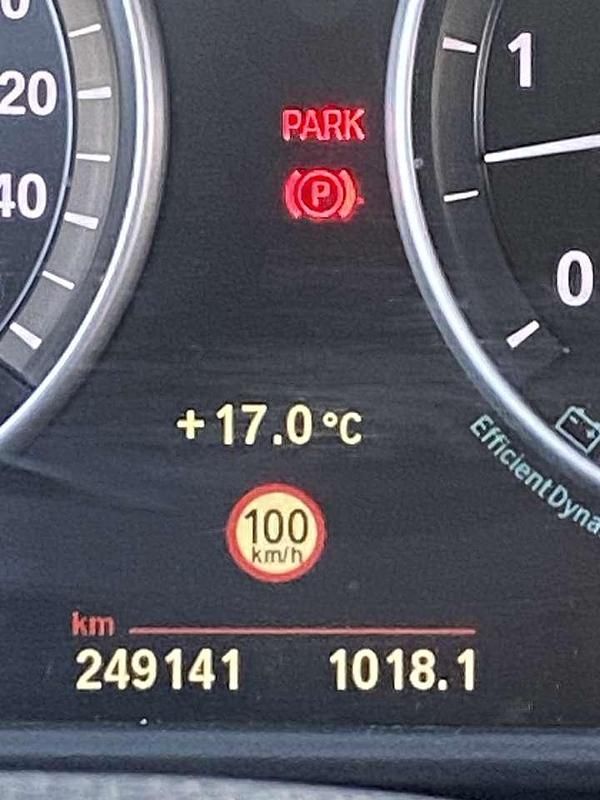 20
40
1
0
PARK
P
+17.0 °C
100
km/h
EfficientDyna
km
249141 1018.1